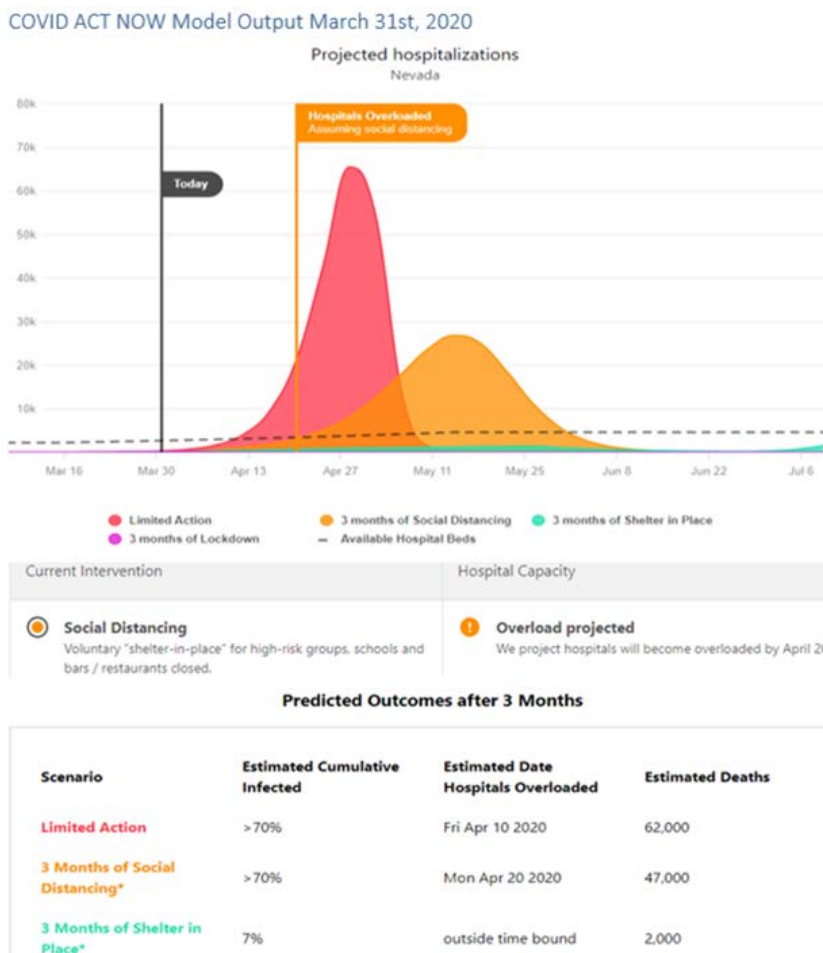 COVID ACT NOW Model Output March 31st, 2020
Projected hospitalizations
Nevada
80k
Hospitals Overloaded
Assuming social distancing
70k
Today
60k
50k
40k
30k
20k
10k
Mar 16 Mar 30 Apr 13 Apr 27 May 11 May 25 Jun 8 Jun 22 Jul 6
Limited Action 3 months of Social Distancing 3 months of Shelter in Place
3 months of Lockdown Available Hospital Beds
Current Intervention Hospital Capacity
Social Distancing Overload projected
Voluntary "shelter-in-place" for high-risk groups, schools and We project hospitals will become overloaded by April
bars / restaurants closed.
Predicted Outcomes after 3 Months
Scenario
Estimated Cumulative
Infected
Estimated Date
Hospitals Overloaded
Estimated Deaths
Limited Action >70% Fri Apr 10 2020 62,000
3 Months of Social
Distancing* >70% Mon Apr 20 2020 47,000
3 Months of Shelter in
Place* 7% outside time bound 2,000